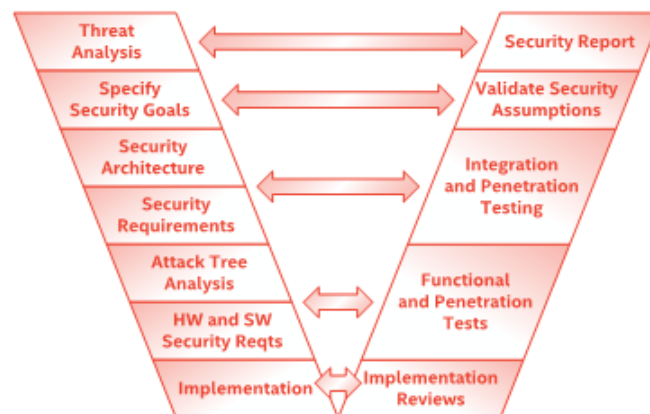 Threat
Analysis
Security Report
Specify
Security Goals
Validate Security
Assumptions
Security
Architecture
Integration
and Penetration
Testing
Security
Requirements
Attack Tree
Analysis
Functional
and Penetration
Tests
HW and SW
Security Reqts
Implementation
Implementation
Reviews